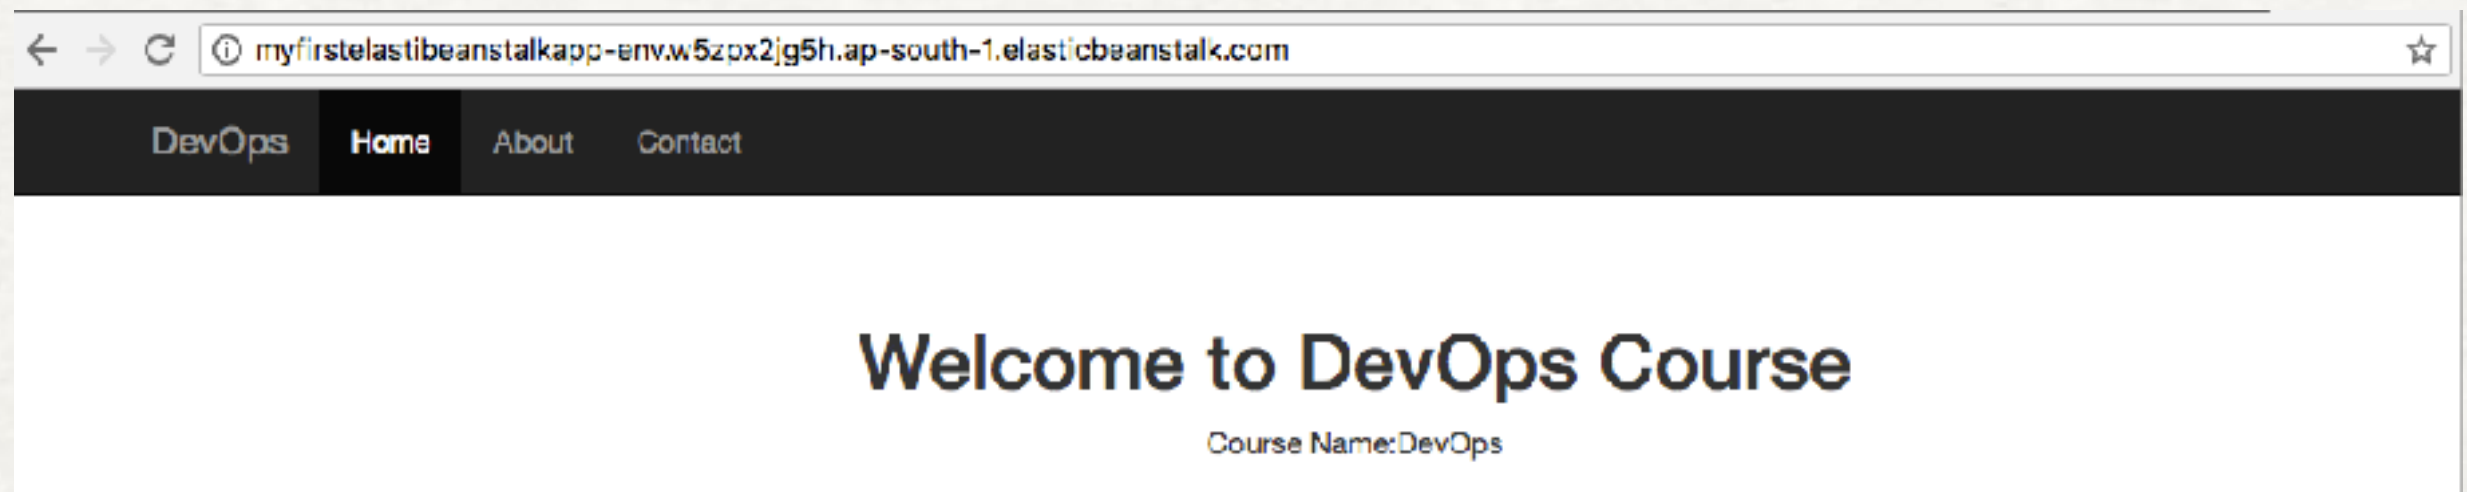 myfirstelastibeanstalkapp-env.w5zpx2jg5h.ap-south-1.elasticbeanstalk.com
DevOps Home About Contact
Welcome to DevOps Course
Course Name:DevOps